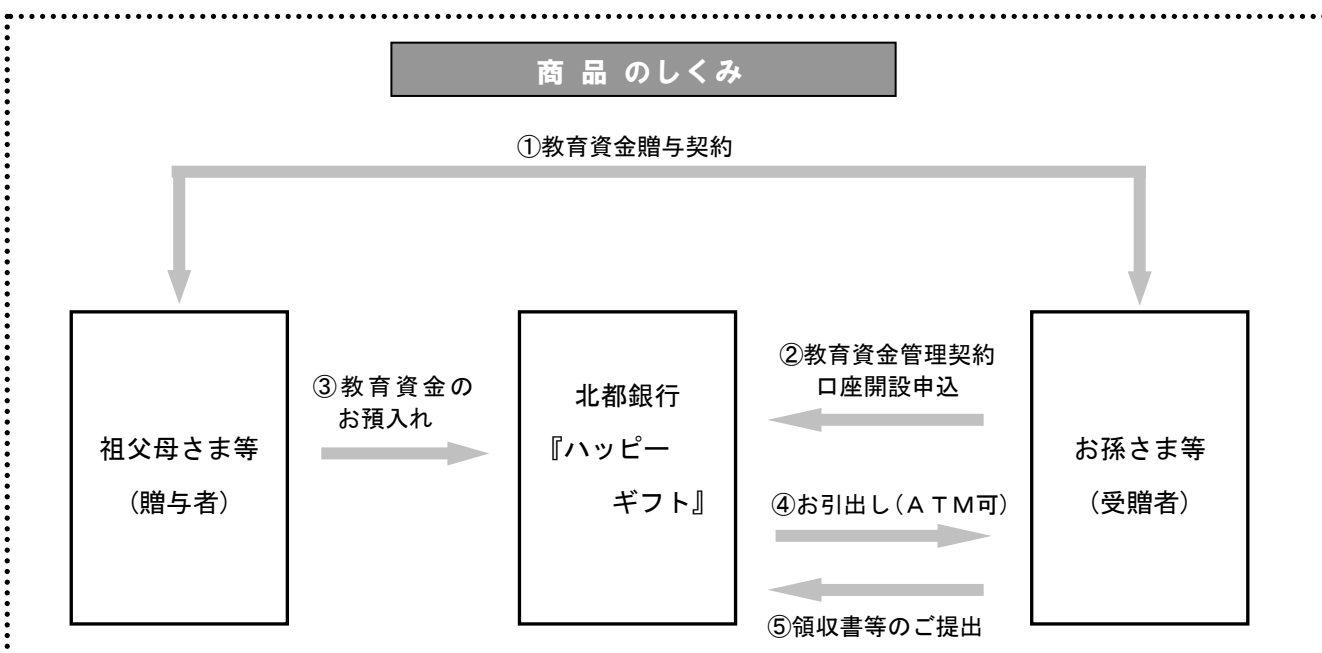 商品のしくみ
①教育資金贈与契約
祖父母さま等
(贈与者)
③教育資金の
お預入れ
北都銀行
『ハッピー
ギフト』
②教育資金管理契約
口座開設申込
④お引出し(ATM可)
⑤領収書等のご提出
お孫さま等
(受贈者)